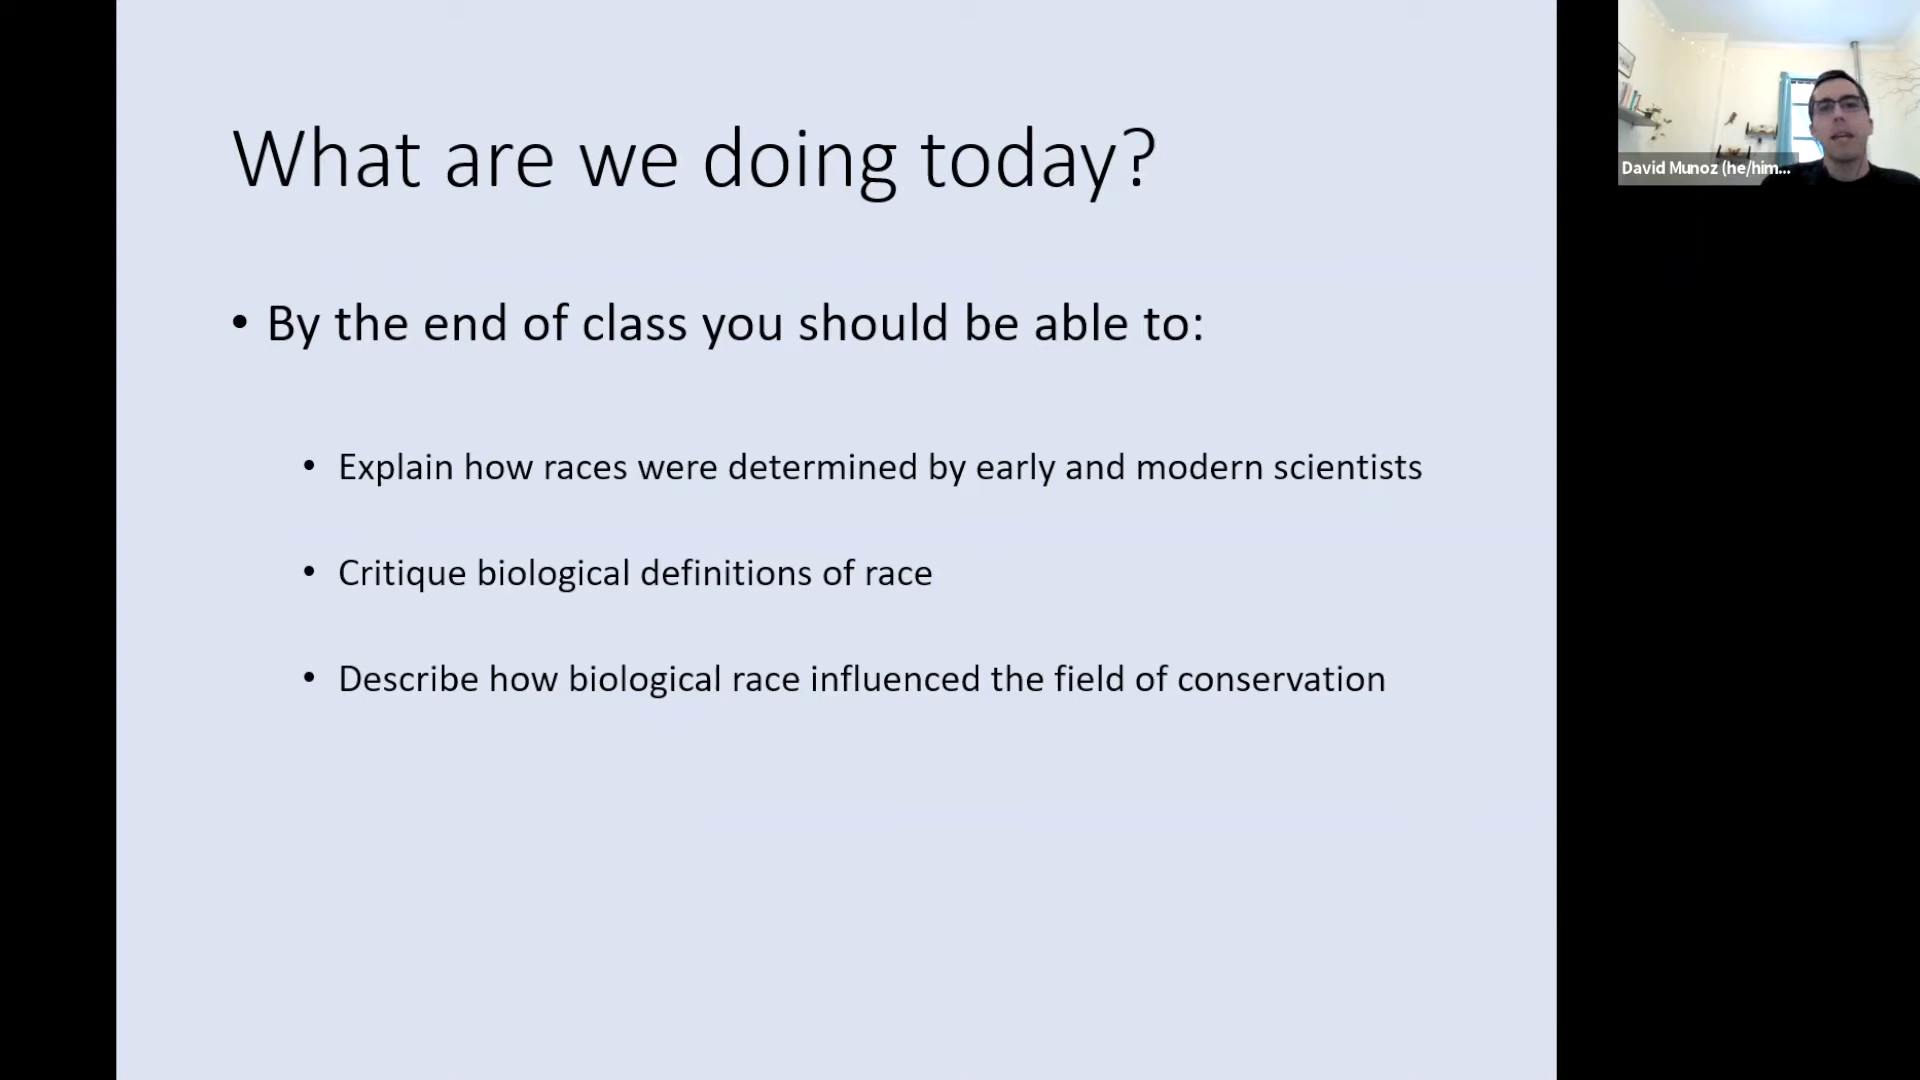 What are we doing today?
• By the end of class you should be able to:
• Explain how races were determined by early and modern scientists
• Critique biological definitions of race
• Describe how biological race influenced the field of conservation
David Munoz (he/him...